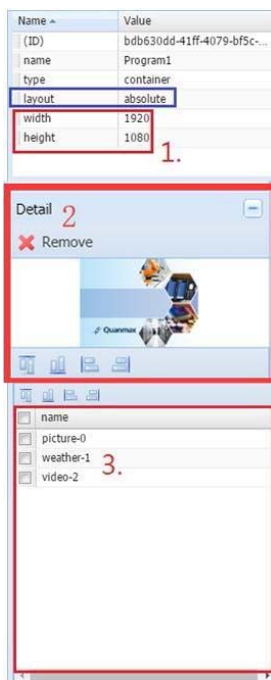 Name Value
(ID) bdb630dd-41ff-4079-bf5c-...
name Program1
type container
layout absolute
width 1920
height 1080
1.
Detail 2
Remove
Quanmax
name
picture-0
weather-1
video-2
3.